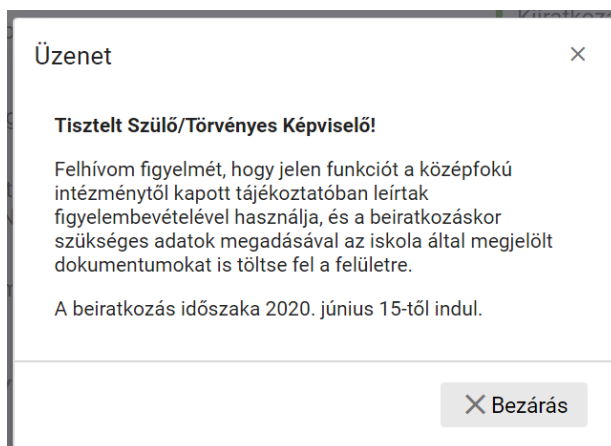 Üzenet
Tisztelt Szülő/Törvényes Képviselő!
Felhívom figyelmét, hogy jelen funkciót a középfokú
intézménytől kapott tájékoztatóban leírtak
figyelembevételével használja, és a beiratkozáskor
szükséges adatok megadásával az iskola által megjelölt
dokumentumokat is töltse fel a felületre.
A beiratkozás időszaka 2020. június 15-től indul.
Bezárás